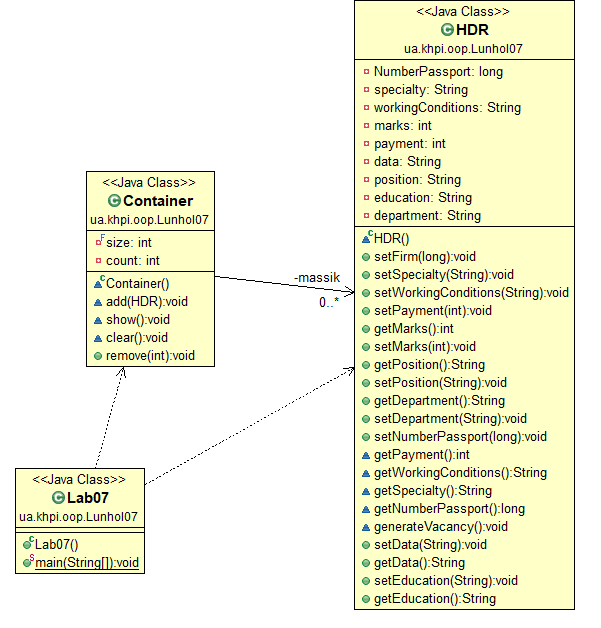 <<Java Class>>
HDR
ua.khpi.oop.Lunhol07
NumberPassport: long
specialty: String
workingConditions: String
marks: int
payment: int
data: String
position: String
education: String
department: String
HDR()
setFirm(long):void
setSpecialty(String):void
setWorkingConditions(String):void
setPayment(int):void
getMarks():int
setMarks(int):void
getPosition():String
setPosition(String):void
getDepartment():String
setDepartment(String):void
setNumberPassport(long):void
getPayment():int
getWorkingConditions():String
getSpecialty():String
getNumberPassport():long
generateVacancy():void
setData(String):void
getData():String
setEducation(String):void
getEducation():String
<<Java Class>>
Container
ua.khpi.oop.Lunhol07
size: int
count: int
Container()
add(HDR):void
show():void
clear():void
remove(int):void
-massik
0..*
<<Java Class>>
Lab07
ua.khpi.oop.Lunhol07
Lab07()
main(String[]):void